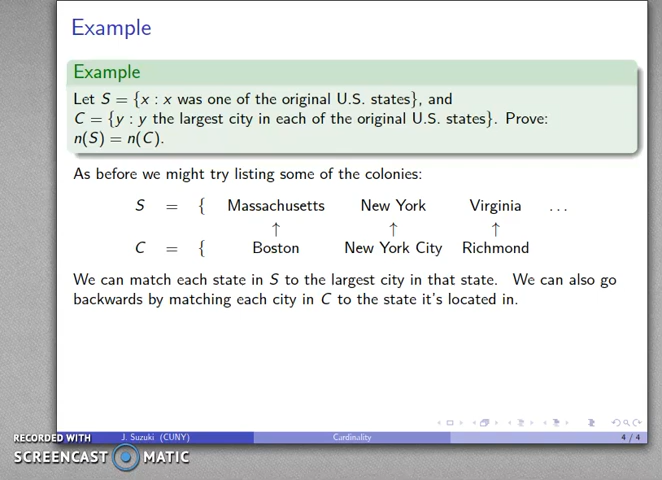 Example
Example
Let S = {x : x was one of the original U.S. states}, and
C = {y : y the largest city in each of the original U.S. states}. Prove:
n(S) = n(C).
As before we might try listing some of the colonies:
S = { Massachusetts New York Virginia ...
↑ ↑ ↑
C = { Boston New York City Richmond
We can match each state in S to the largest city in that state. We can also go
backwards by matching each city in C to the state it's located in.
J. Suzuki (CUNY) Cardinality 4 / 4
RECORDED WITH
SCREENCAST MATIC